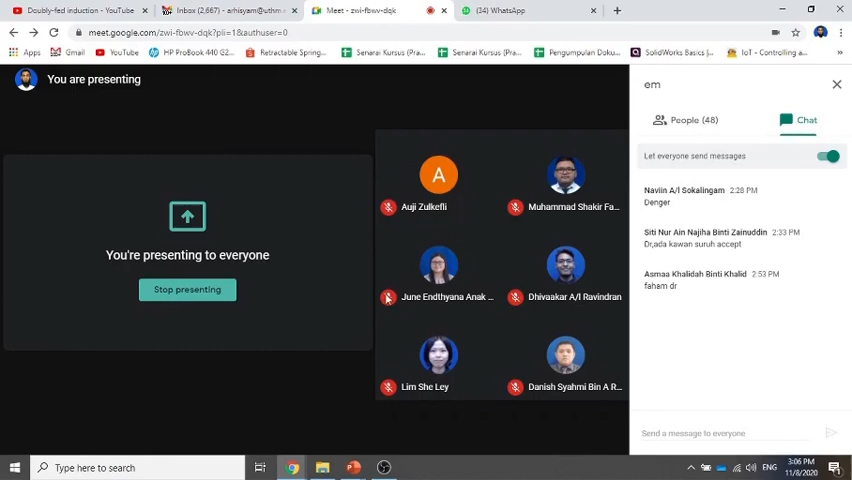 Doubly-fed induction - YouTube
Inbox (2,667) - arhisyam@uthm.e
Meet - zwi-fbwv-dqk
(34) WhatsApp
meet.google.com/zwi-fbwv-dqk?pli=1&authuser=0
Apps
Gmail
YouTube
HP ProBook 440 G2...
Retractable Spring...
Senarai Kursus (Pe...
Senarai Kursus (Pe...
Pengumpulan Doku...
SolidWorks Basics |...
IoT - Controlling a...
You are presenting
em
People (48)
Chat
Let everyone send messages
Naviin A/l Sokalingam 2:28 PM
Denger
Siti Nur Ain Najiha Binti Zainuddin 2:33 PM
Dr,ada kawan suruh accept
Asmaa Khalidah Binti Khalid 2:53 PM
faham dr
A
Auji Zulkefli
Muhammad Shakir Fa...
You're presenting to everyone
Stop presenting
June Endthyana Anak ...
Dhivaakar A/l Ravindran
Lim She Ley
Danish Syahmi Bin A R...
Send a message to everyone
Type here to search
ENG
3:06 PM
11/8/2020